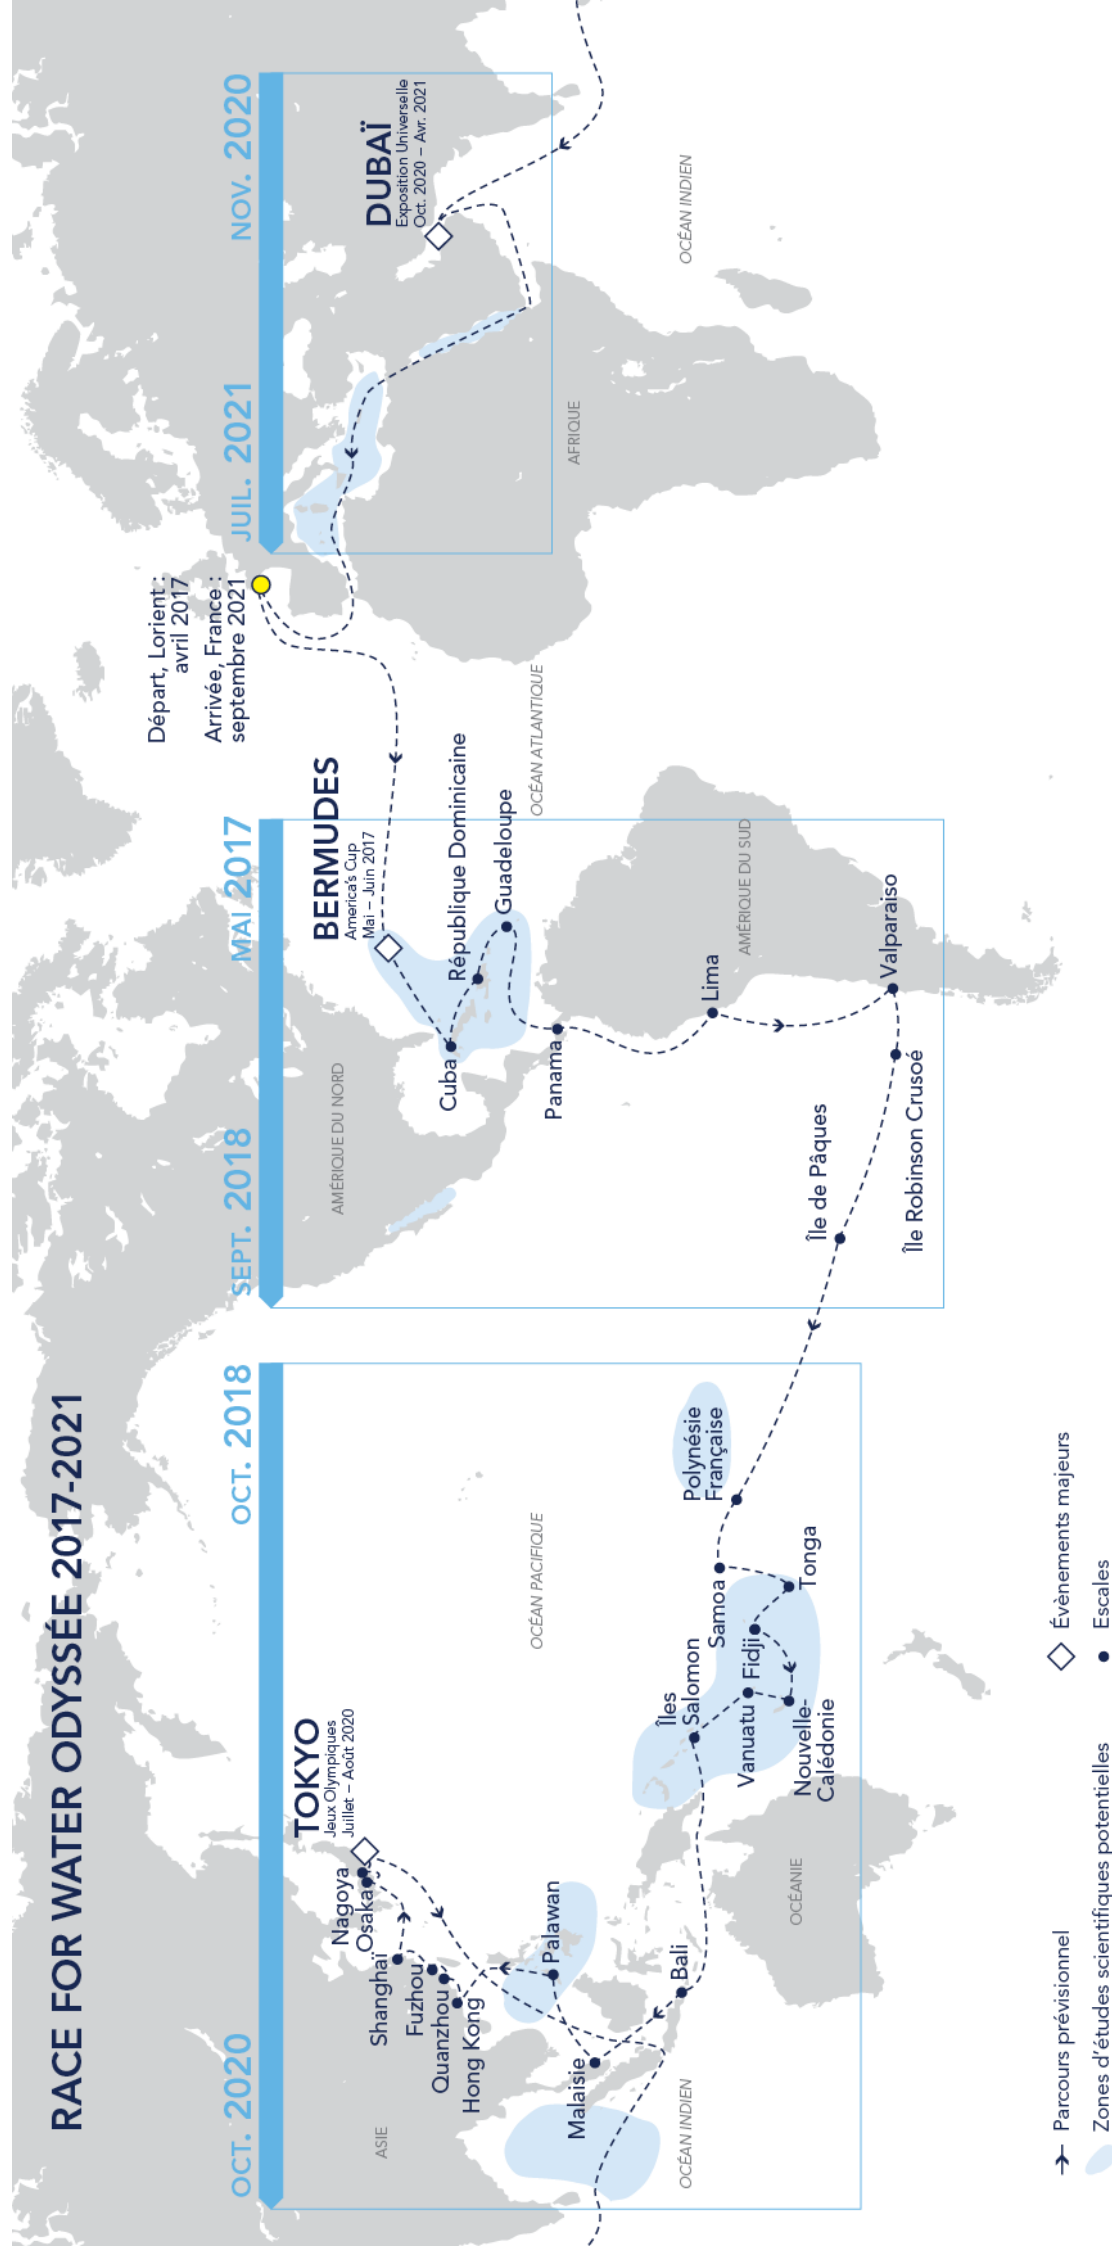 RACE FOR WATER ODYSSÉE 2017-2021
OCT. 2020
OCT. 2018
SEPT. 2018
MAI 2017
JUIL. 2021
NOV. 2020
Départ, Lorient :
avril 2017
Arrivée, France :
septembre 2021
TOKYO
Jeux Olympiques
Juillet – Août 2020
BERMUDES
America's Cup
Mai – Juin 2017
DUBAÏ
Exposition Universelle
Oct. 2020 – Avr. 2021
ASIE
Nagoya
Osaka
Shanghaï
Fuzhou
Quanzhou
Hong Kong
Palawan
Malaisie
Bali
OCÉAN INDIEN
OCÉANIE
OCÉAN PACIFIQUE
Îles
Salomon
Vanuatu
Fidji
Nouvelle-
Calédonie
Samoa
Tonga
Polynésie
Française
AMÉRIQUE DU NORD
Cuba
République Dominicaine
Guadeloupe
Panama
Lima
AMÉRIQUE DU SUD
Valparaiso
Île de Pâques
Île Robinson Crusoé
OCÉAN ATLANTIQUE
AFRIQUE
OCÉAN INDIEN
Parcours prévisionnel
Évènements majeurs
Zones d'études scientifiques potentielles
Escales